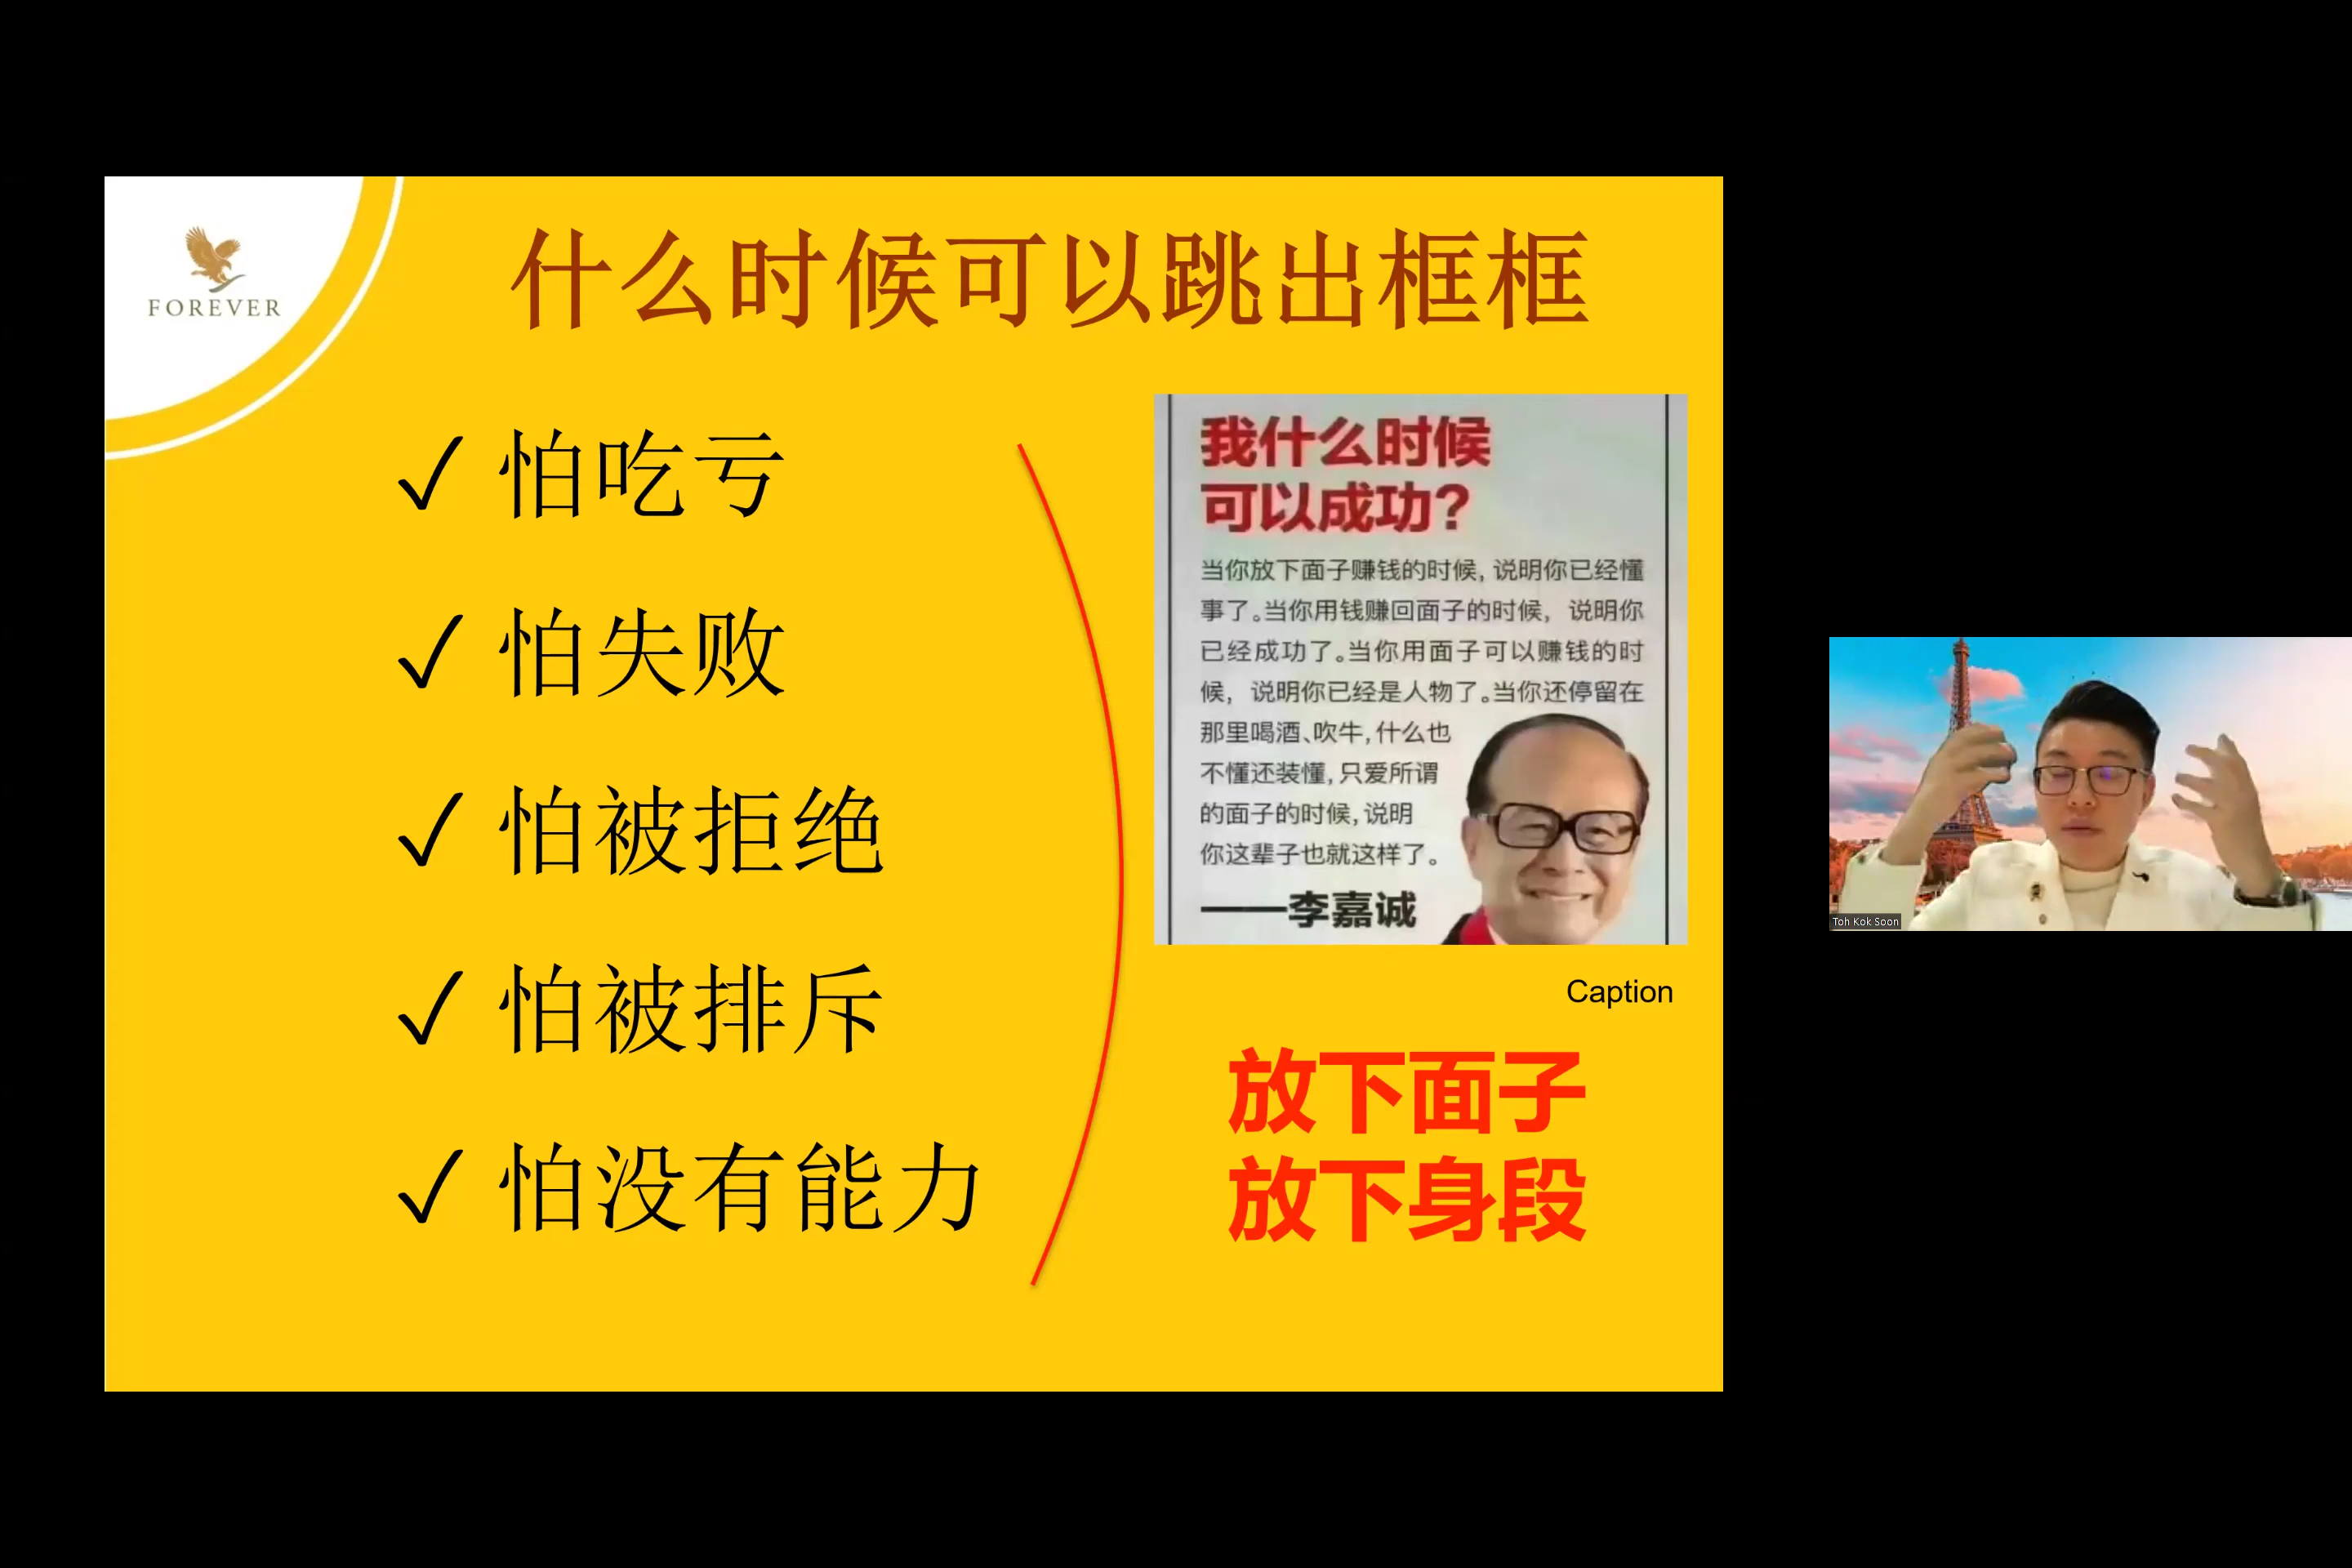 FOREVER
什么时候可以跳出框框
✓ 怕吃亏
✓ 怕失败
✓ 怕被拒绝
✓ 怕被排斥
✓ 怕没有能力
我什么时候
可以成功?
当你放下面子赚钱的时候,说明你已经懂
事了。当你用钱赚回面子的时候,说明你
已经成功了。当你用面子可以赚钱的时
候,说明你已经是人物了。当你还停留在
那里喝酒、吹牛,什么也
不懂还装懂,只爱所谓
的面子的时候,说明
你这辈子也就这样了。
——李嘉诚
Caption
放下面子
放下身段
Toh Kok Soon